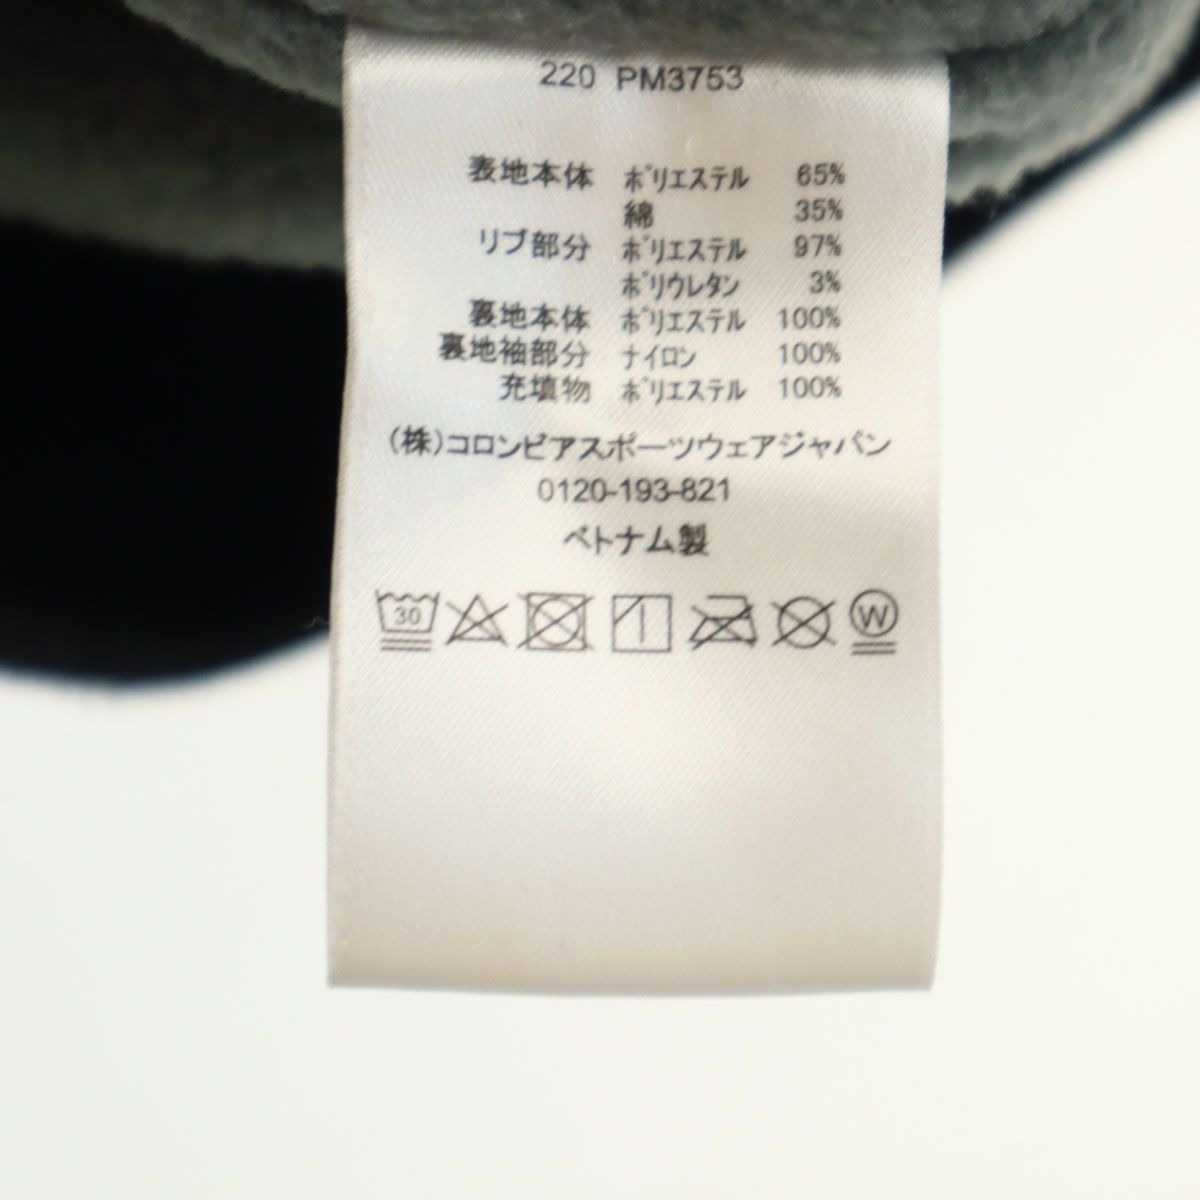 220 PM3753
表地本体 ポリエステル 65%
綿 35%
リブ部分 ポリエステル 97%
ポリウレタン 3%
裏地本体 ポリエステル 100%
裏地袖部分 ナイロン 100%
充填物 ポリエステル 100%
(株)コロンビアスポーツウェアジャパン
0120-193-821
ベトナム製
30 W